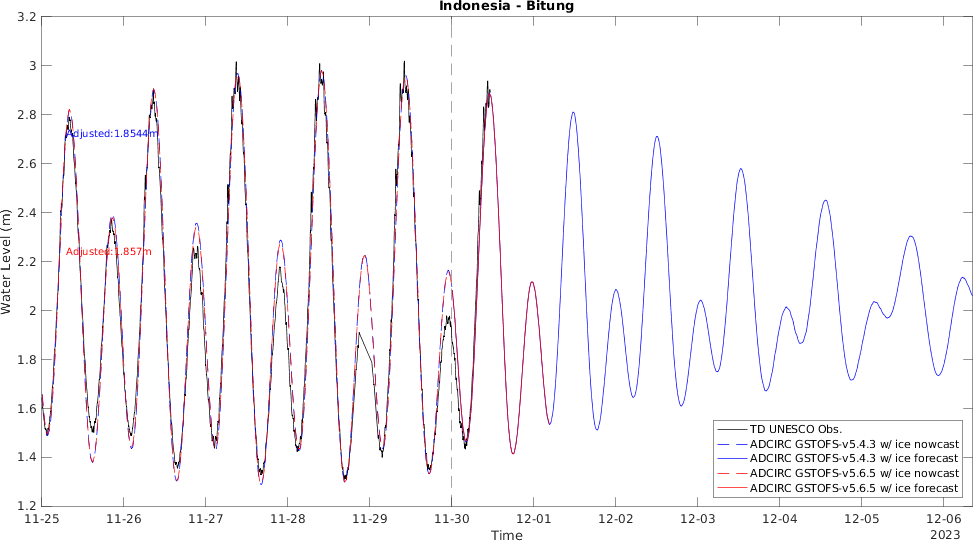 Indonesia - Bitung
3.2
3
2.8
2.6
2.4
2.2
2
1.8
1.6
1.4
1.2
Water Level (m)
Adjusted:1.8544m
Adjusted:1.857m
TD UNESCO Obs.
ADCIRC GSTOFS-v5.4.3 w/ ice nowcast
ADCIRC GSTOFS-v5.4.3 w/ ice forecast
ADCIRC GSTOFS-v5.6.5 w/ ice nowcast
ADCIRC GSTOFS-v5.6.5 w/ ice forecast
11-25 11-26 11-27 11-28 11-29 11-30 12-01 12-02 12-03 12-04 12-05 12-06
2023
Time